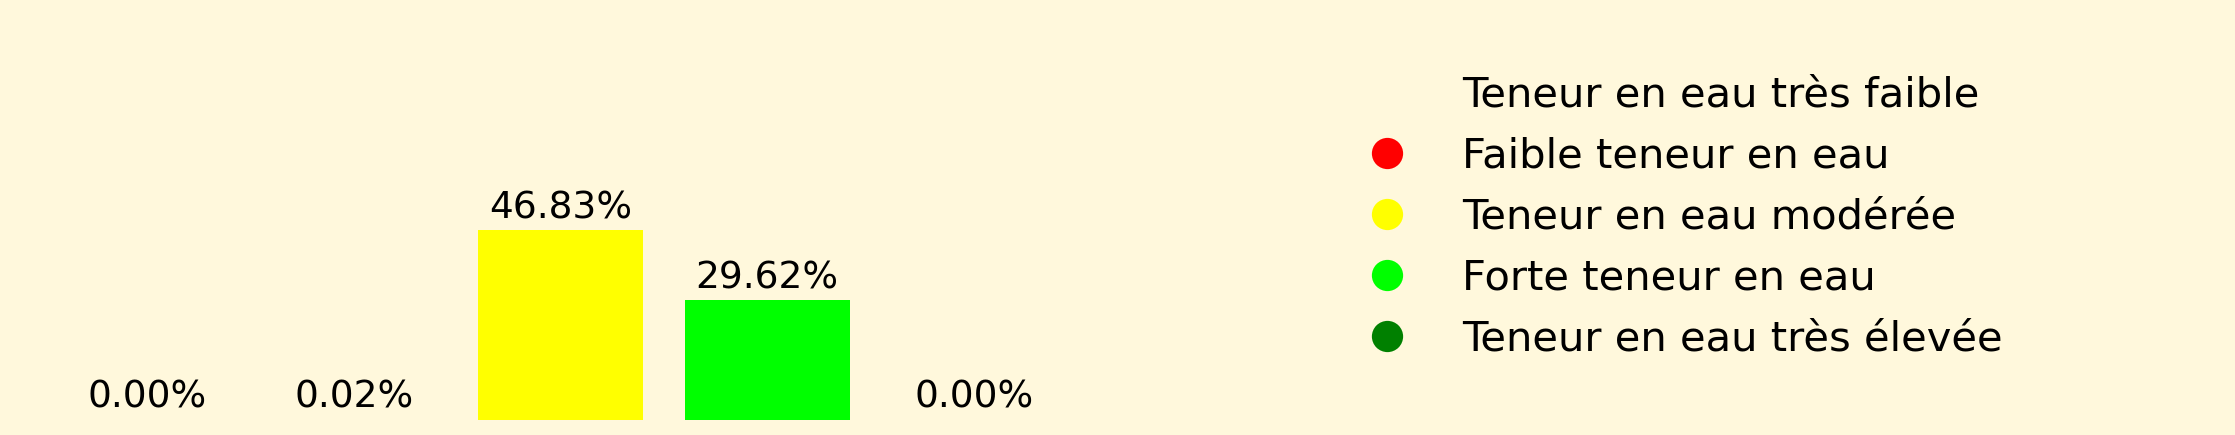 46.83%
29.62%
0.00%
0.02%
0.00%
Teneur en eau très faible
Faible teneur en eau
Teneur en eau modérée
Forte teneur en eau
Teneur en eau très élevée